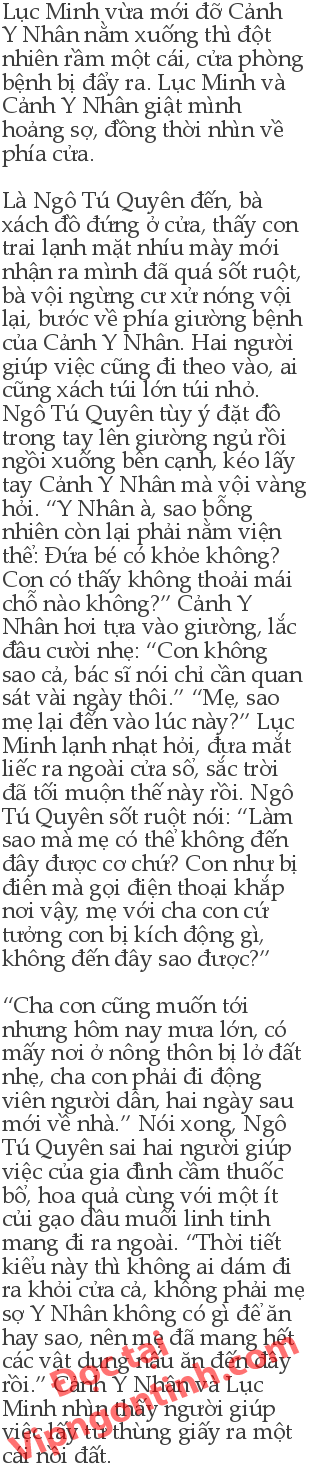 Lục Minh vừa mới đỡ Cảnh
Y Nhân nằm xuống thì đột
nhiên rầm một cái, cửa phòng
bệnh bị đẩy ra. Lục Minh và
Cảnh Y Nhân giật mình
hoảng sợ, đồng thời nhìn về
phía cửa.

Là Ngô Tú Quyên đến, bà
xách đồ đứng ở cửa, thấy con
trai lạnh mặt nhíu mày mới
nhận ra mình đã quá sốt ruột,
bà vội ngừng cư xử nóng vội
lại, bước về phía giường bệnh
của Cảnh Y Nhân. Hai người
giúp việc cũng đi theo vào, ai
cũng xách túi lớn túi nhỏ.
Ngô Tú Quyên tùy ý đặt đồ
trong tay lên giường ngủ rồi
ngồi xuống bên cạnh, kéo lấy
tay Cảnh Y Nhân mà vội vàng
hỏi. “Y Nhân à, sao bỗng
nhiên còn lại phải nằm viện
thế: Đứa bé có khỏe không?
Con có thấy không thoải mái
chỗ nào không?” Cảnh Y
Nhân hơi tựa vào giường, lắc
đầu cười nhẹ: “Con không
sao cả, bác sĩ nói chỉ cần quan
sát vài ngày thôi.” “Mẹ, sao
mẹ lại đến vào lúc này?” Lục
Minh lạnh nhạt hỏi, đưa mắt
liếc ra ngoài cửa sổ, sắc trời
đã tối muộn thế này rồi. Ngô
Tú Quyên sốt ruột nói: “Làm
sao mà mẹ có thể không đến
đây được cơ chứ? Con như bị
điên mà gọi điện thoại khắp
nơi vậy, mẹ với cha con cứ
tưởng con bị kích động gì,
không đến đây sao được?”

“Cha con cũng muốn tới
nhưng hôm nay mưa lớn, có
mấy nơi ở nông thôn bị lở đất
nhẹ, cha con phải đi động
viên người dân, hai ngày sau
mới về nhà.” Nói xong, Ngô
Tú Quyên sai hai người giúp
việc của gia đình cầm thuốc
bổ, hoa quả cùng với một ít
củi gạo dầu muối linh tinh
mang đi ra ngoài. “Thời tiết
kiểu này thì không ai dám đi
ra khỏi cửa cả, không phải mẹ
sợ Y Nhân không có gì để ăn
hay sao, nên mẹ đã mang hết
các vật dụng nấu ăn đến đây
rồi.” Cảnh Y Nhân và Lục
Minh nhìn thấy người giúp
việc lấy từ thùng giấy ra một
cái nồi đất.
Đọc tại
Vipngontinh.com